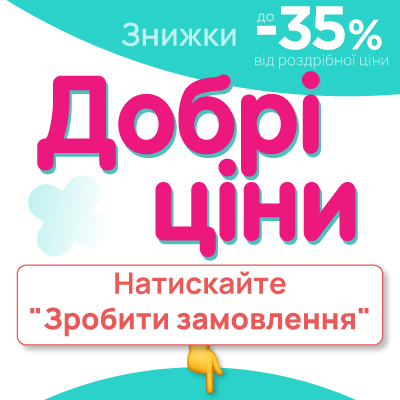 Знижки до -35%
від роздрібної ціни
Добрі
ціни
Натискайте
"Зробити замовлення"